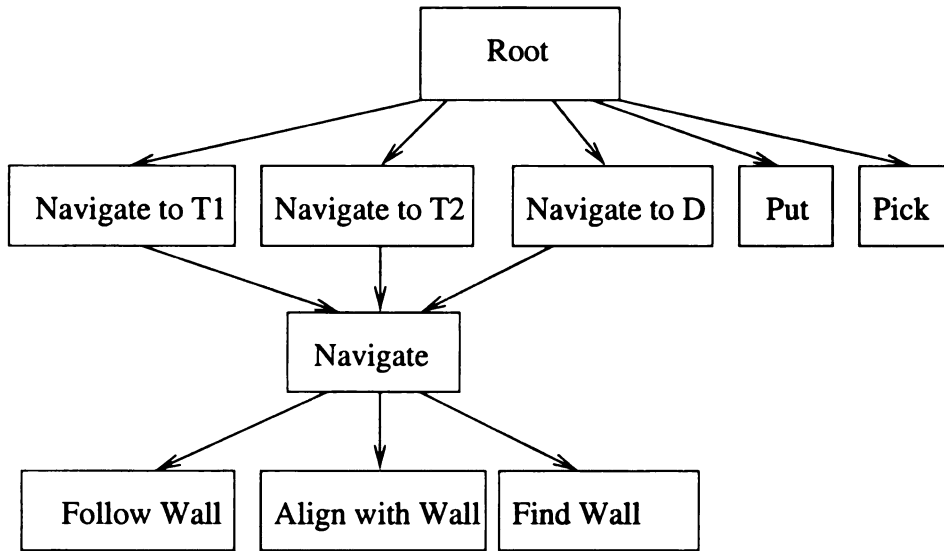 Root
Navigate to T1
Navigate to T2
Navigate to D
Put
Pick
Navigate
Follow Wall
Align with Wall
Find Wall